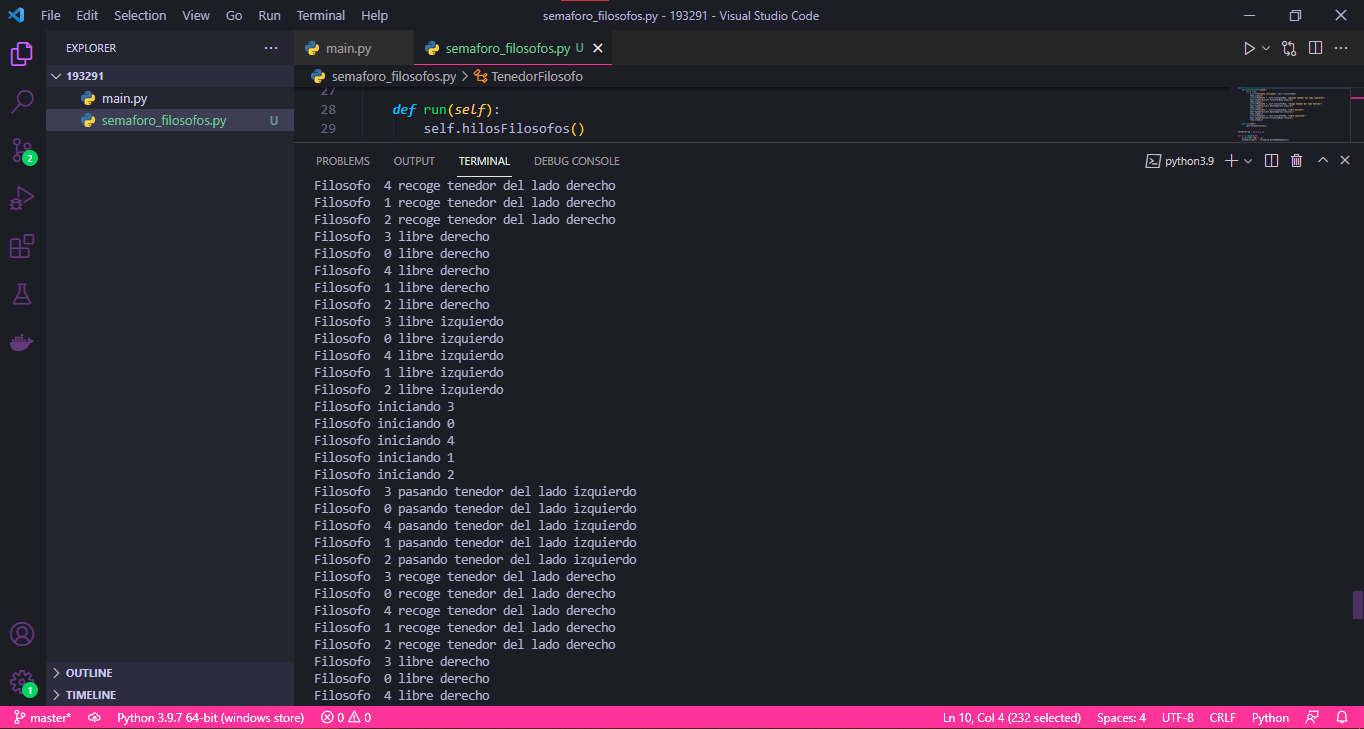 File Edit Selection View Go Run Terminal Help semaforo_filosofos.py - 193291 - Visual Studio Code
EXPLORER
main.py semaforo_filosofos.py U
193291
semaforo_filosofos.py > TenedorFilosofo
main.py
semaforo_filosofos.py U
27
28 def run(self):
29 self.hilosFilosofos()
PROBLEMS OUTPUT TERMINAL DEBUG CONSOLE python3.9
Filosofo  4 recoge tenedor del lado derecho
Filosofo  1 recoge tenedor del lado derecho
Filosofo  2 recoge tenedor del lado derecho
Filosofo  3 libre derecho
Filosofo  0 libre derecho
Filosofo  4 libre derecho
Filosofo  1 libre derecho
Filosofo  2 libre derecho
Filosofo  3 libre izquierdo
Filosofo  0 libre izquierdo
Filosofo  4 libre izquierdo
Filosofo  1 libre izquierdo
Filosofo  2 libre izquierdo
Filosofo iniciando 3
Filosofo iniciando 0
Filosofo iniciando 4
Filosofo iniciando 1
Filosofo iniciando 2
Filosofo  3 pasando tenedor del lado izquierdo
Filosofo  0 pasando tenedor del lado izquierdo
Filosofo  4 pasando tenedor del lado izquierdo
Filosofo  1 pasando tenedor del lado izquierdo
Filosofo  2 pasando tenedor del lado izquierdo
Filosofo  3 recoge tenedor del lado derecho
Filosofo  0 recoge tenedor del lado derecho
Filosofo  4 recoge tenedor del lado derecho
Filosofo  1 recoge tenedor del lado derecho
Filosofo  2 recoge tenedor del lado derecho
Filosofo  3 libre derecho
Filosofo  0 libre derecho
Filosofo  4 libre derecho
2
1
OUTLINE
TIMELINE
master* Python 3.9.7 64-bit (windows store) 0 0 Ln 10, Col 4 (232 selected) Spaces: 4 UTF-8 CRLF Python